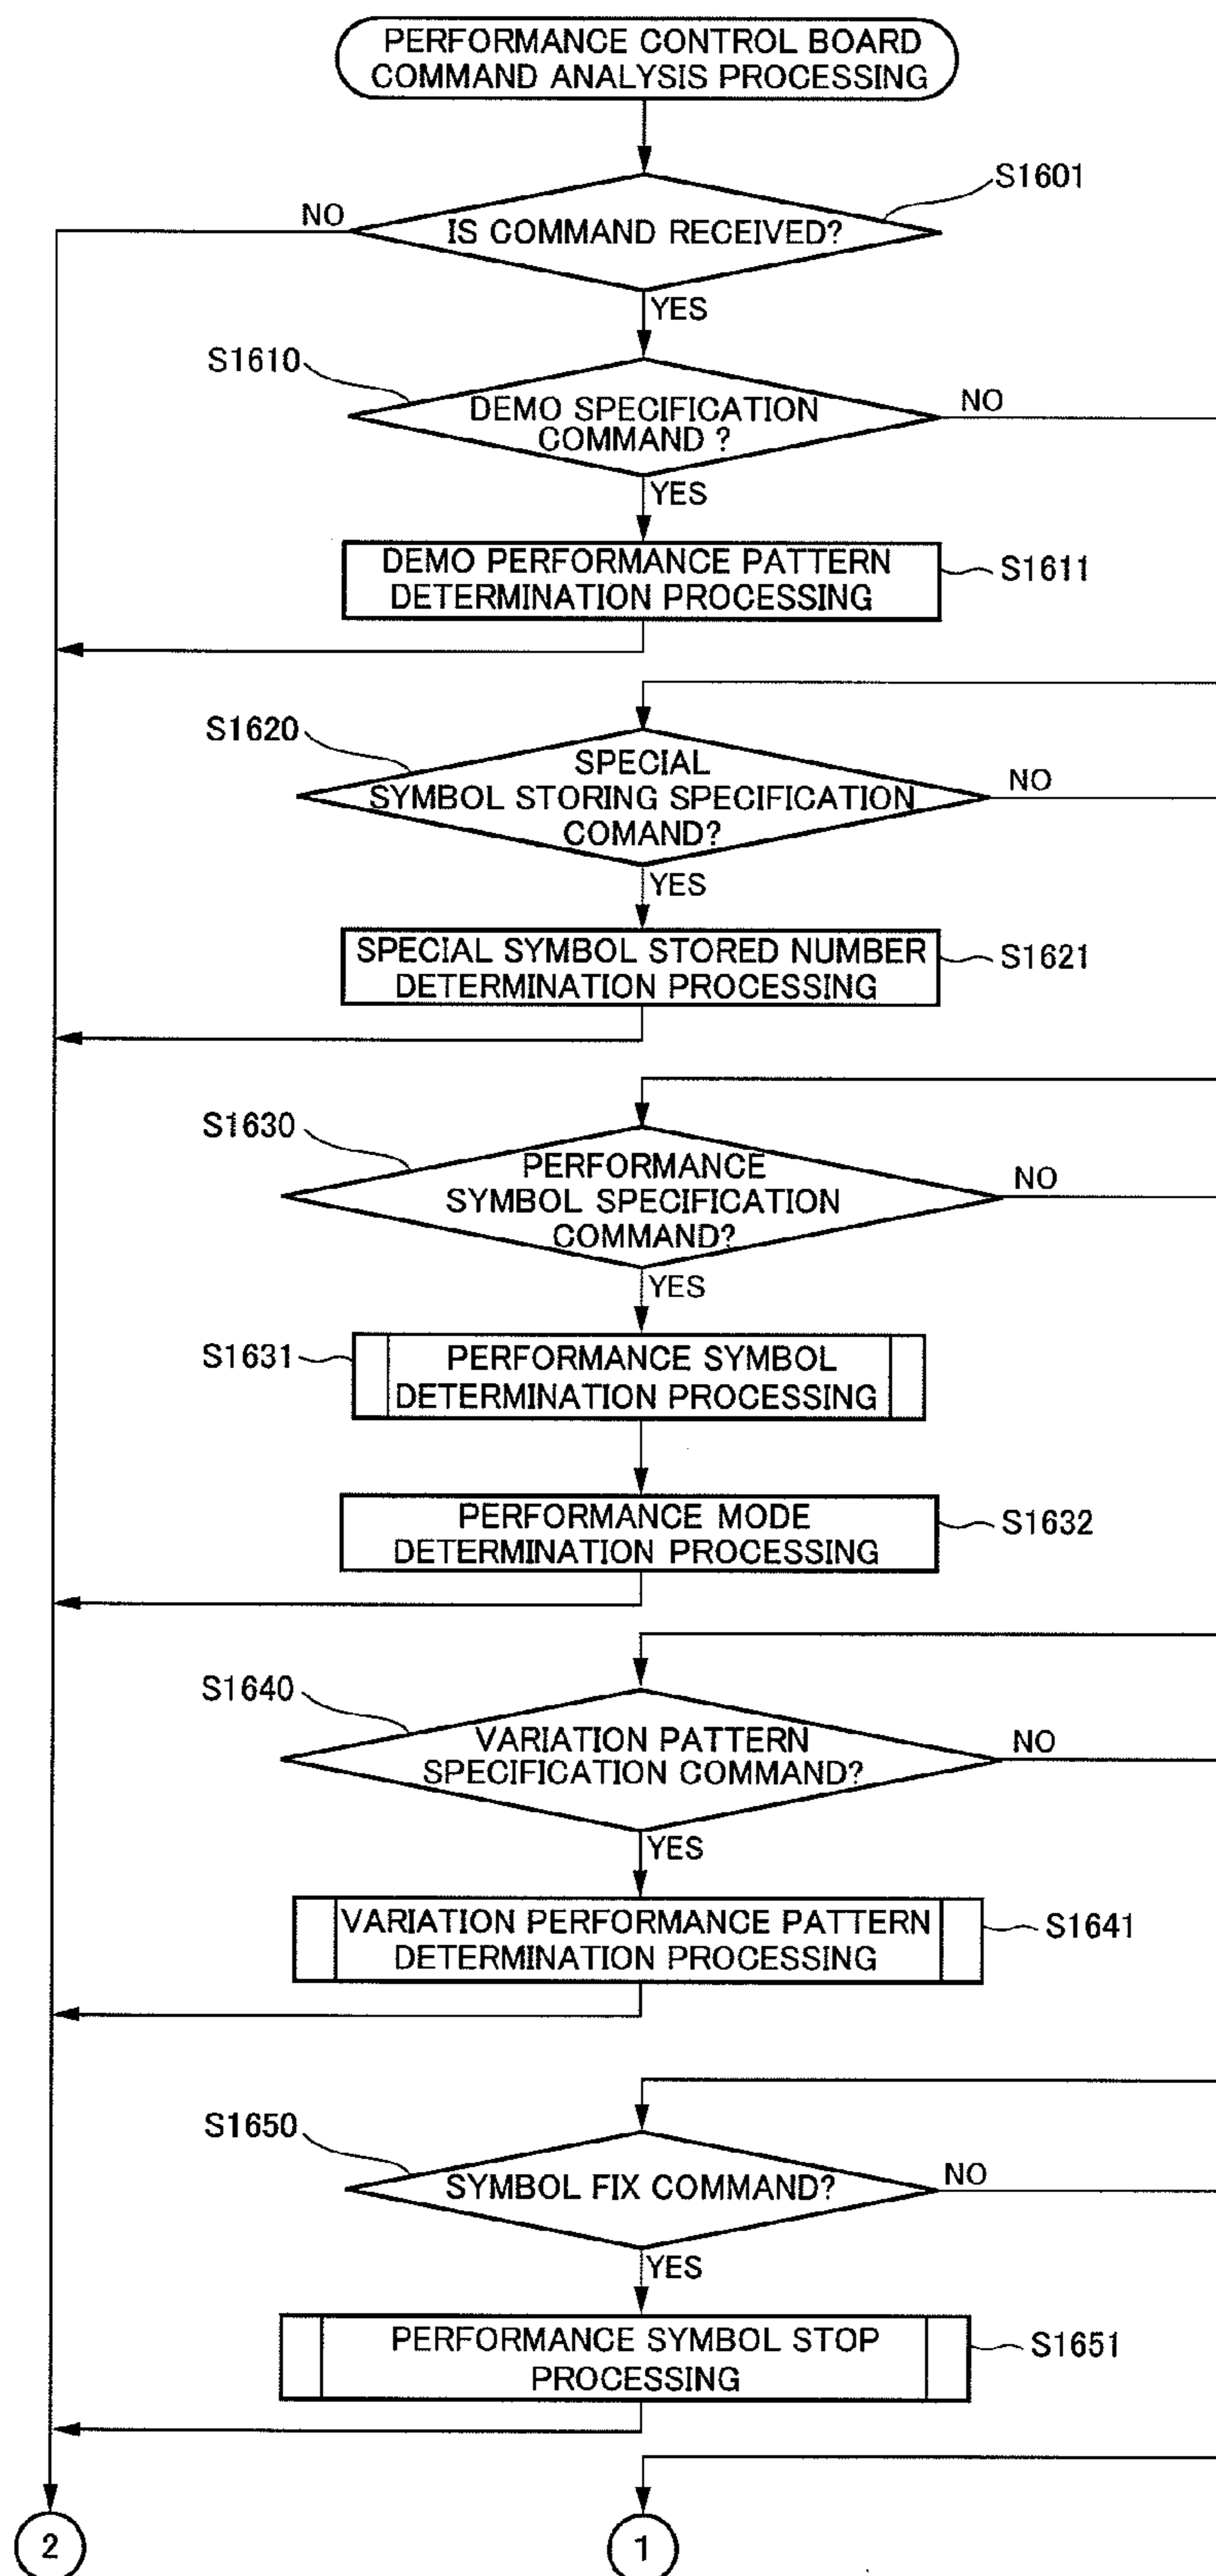 PERFORMANCE CONTROL BOARD
COMMAND ANALYSIS PROCESSING
S1601
NO
IS COMMAND RECEIVED?
YES
S1610
DEMO SPECIFICATION
COMMAND ?
NO
YES
DEMO PERFORMANCE PATTERN
DETERMINATION PROCESSING
S1611
S1620
SPECIAL
SYMBOL STORING SPECIFICATION
COMAND?
NO
YES
SPECIAL SYMBOL STORED NUMBER
DETERMINATION PROCESSING
S1621
S1630
PERFORMANCE
SYMBOL SPECIFICATION
COMMAND?
NO
YES
S1631
PERFORMANCE SYMBOL
DETERMINATION PROCESSING
PERFORMANCE MODE
DETERMINATION PROCESSING
S1632
S1640
VARIATION PATTERN
SPECIFICATION COMMAND?
NO
YES
VARIATION PERFORMANCE PATTERN
DETERMINATION PROCESSING
S1641
S1650
SYMBOL FIX COMMAND?
NO
YES
PERFORMANCE SYMBOL STOP
PROCESSING
S1651
2
1